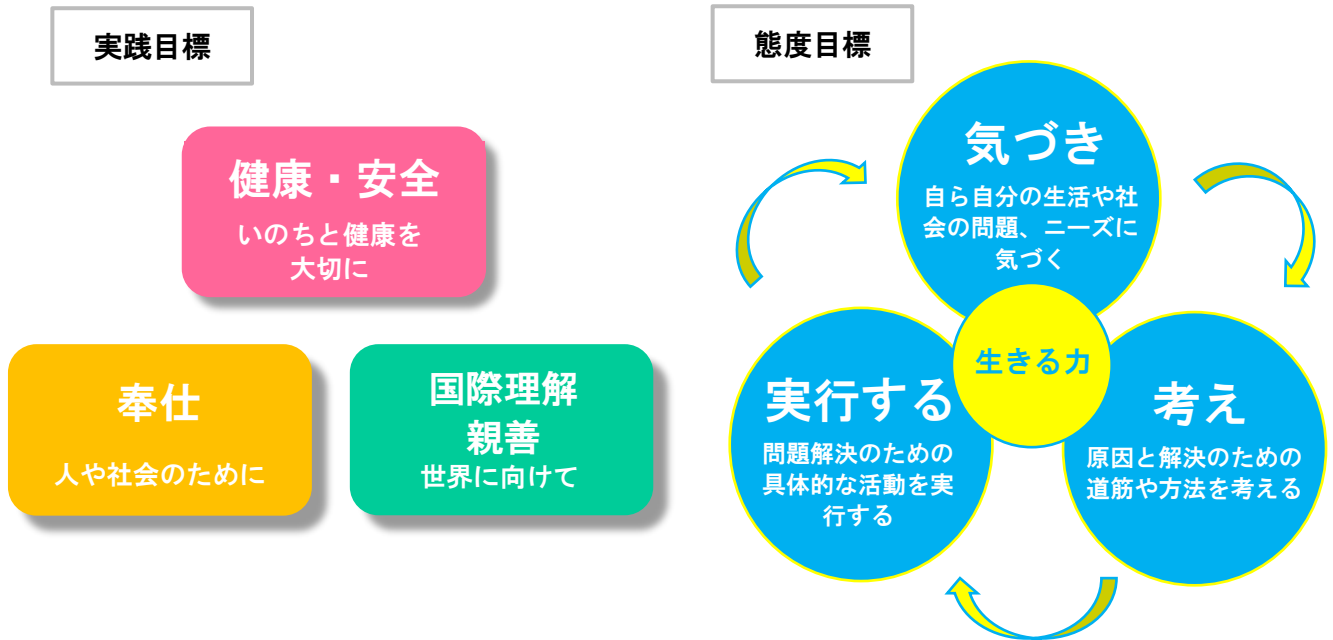 実践目標
健康・安全
いのちと健康を
大切に
奉仕
人や社会のために
国際理解
親善
世界に向けて
態度目標
気づき
自ら自分の生活や社
会の問題、ニーズに
気づく
生きる力
実行する
問題解決のための
具体的な活動を実
行する
考え
原因と解決のための
道筋や方法を考える